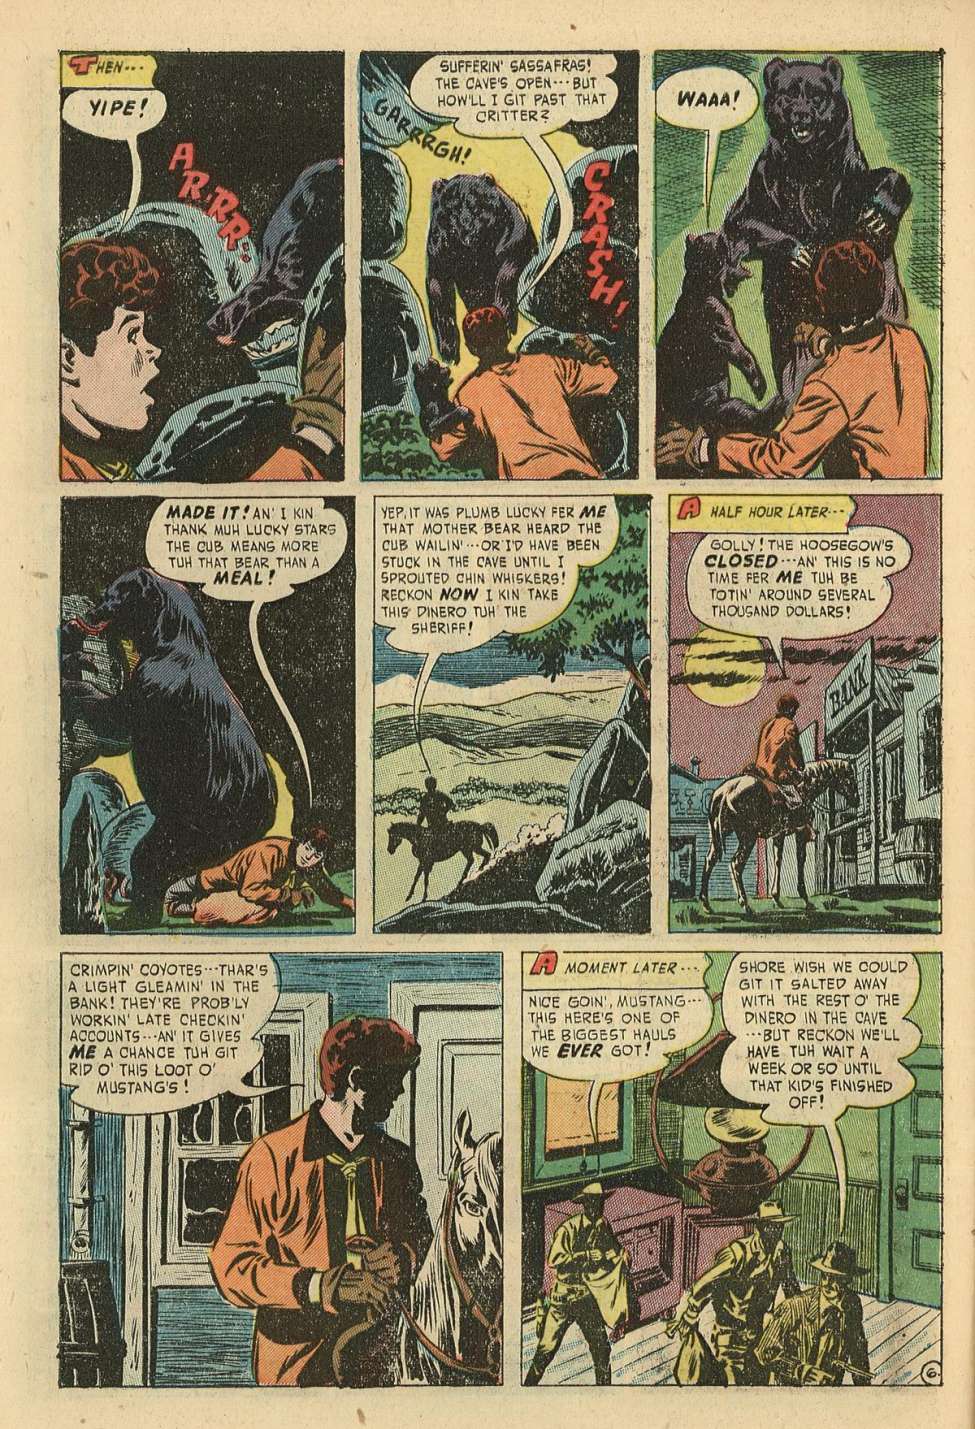 THEN---
YIPE!
ARRRR..
SUFFERIN' SASSAFRAS!
THE CAVE'S OPEN---BUT
HOW'LL I GIT PAST THAT
CRITTER?
GARRRRGH!
CRASH!
WAAA!
MADE IT! AN' I KIN
THANK MUH LUCKY STARS
THE CUB MEANS MORE
TUH THAT BEAR THAN A
MEAL!
YEP, IT WAS PLUMB LUCKY FER ME
THAT MOTHER BEAR HEARD THE
CUB WAILIN'---OR I'D HAVE BEEN
STUCK IN THE CAVE UNTIL I
SPROUTED CHIN WHISKERS!
RECKON NOW I KIN TAKE
THIS DINERO TUH THE
SHERIFF!
A HALF HOUR LATER---
GOLLY! THE HOOSEGOW'S
CLOSED---AN' THIS IS NO
TIME FER ME TUH BE
TOTIN' AROUND SEVERAL
THOUSAND DOLLARS!
BANK
CRIMPIN' COYOTES---THAR'S
A LIGHT GLEAMIN' IN THE
BANK! THEY'RE PROB'LY
WORKIN' LATE CHECKIN'
ACCOUNTS---AN' IT GIVES
ME A CHANCE TUH GIT
RID O' THIS LOOT O'
MUSTANG'S!
A MOMENT LATER---
NICE GOIN', MUSTANG---
THIS HERE'S ONE OF
THE BIGGEST HAULS
WE EVER GOT!
SHORE WISH WE COULD
GIT IT SALTED AWAY
WITH THE REST O' THE
DINERO IN THE CAVE
---BUT RECKON WE'LL
HAVE TUH WAIT A
WEEK OR SO UNTIL
THAT KID'S FINISHED
OFF!
6